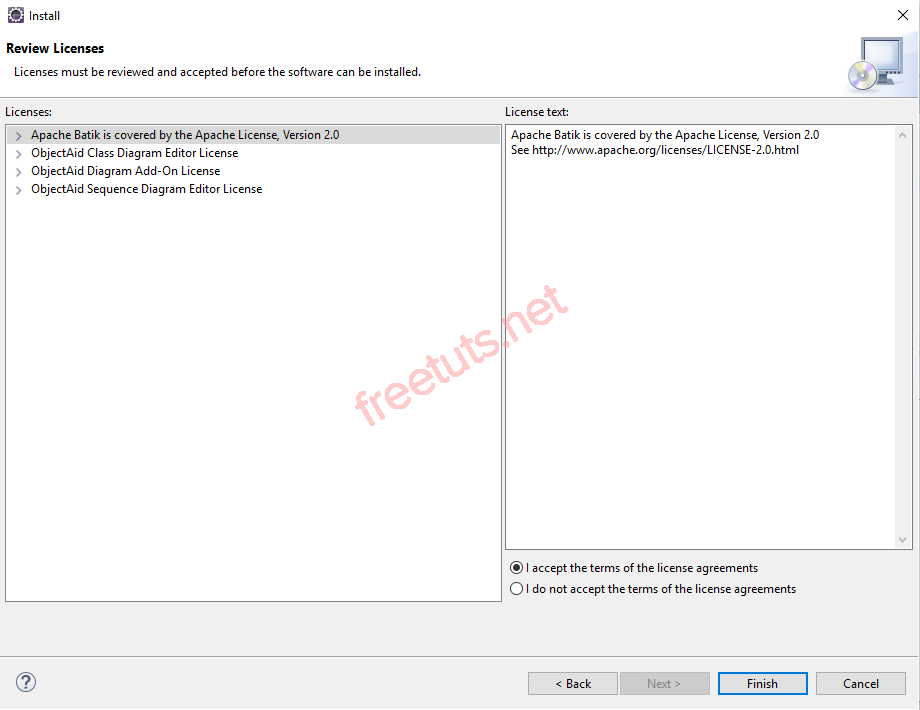 Install
Review Licenses
Licenses must be reviewed and accepted before the software can be installed.
Licenses:
Apache Batik is covered by the Apache License, Version 2.0
ObjectAid Class Diagram Editor License
ObjectAid Diagram Add-On License
ObjectAid Sequence Diagram Editor License
License text:
Apache Batik is covered by the Apache License, Version 2.0
See http://www.apache.org/licenses/LICENSE-2.0.html
freetuts.net
I accept the terms of the license agreements
I do not accept the terms of the license agreements
?
< Back
Next >
Finish
Cancel